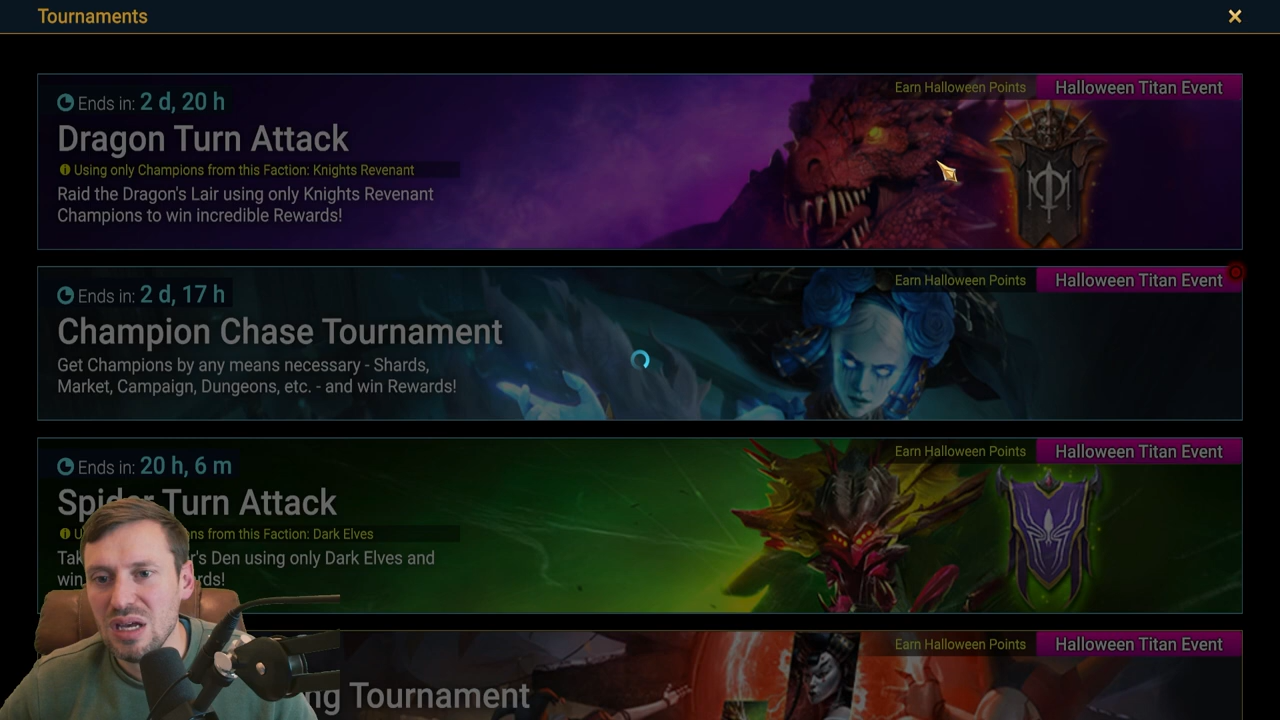 Tournaments
Ends in: 2 d, 20 h
Earn Halloween Points
Halloween Titan Event
Dragon Turn Attack
Using only Champions from this Faction: Knights Revenant
Raid the Dragon's Lair using only Knights Revenant
Champions to win incredible Rewards!
Ends in: 2 d, 17 h
Earn Halloween Points
Halloween Titan Event
Champion Chase Tournament
Get Champions by any means necessary - Shards,
Market, Campaign, Dungeons, etc. - and win Rewards!
Ends in: 20 h, 6 m
Earn Halloween Points
Halloween Titan Event
Spider Turn Attack
from this Faction: Dark Elves
Den using only Dark Elves and
win
Earn Halloween Points
Halloween Titan Event
Tournament